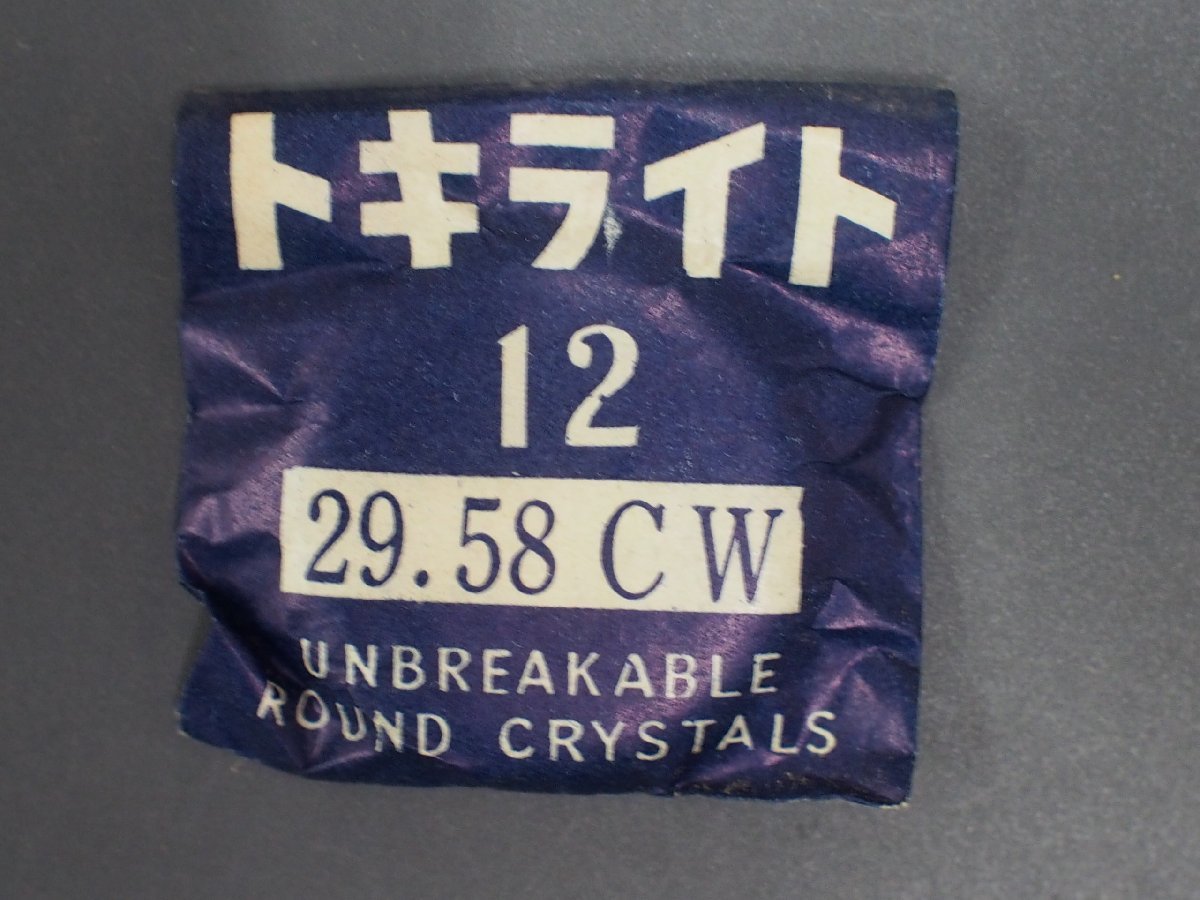 トキライト
12
29.58 CW
UNBREAKABLE
ROUND CRYSTALS